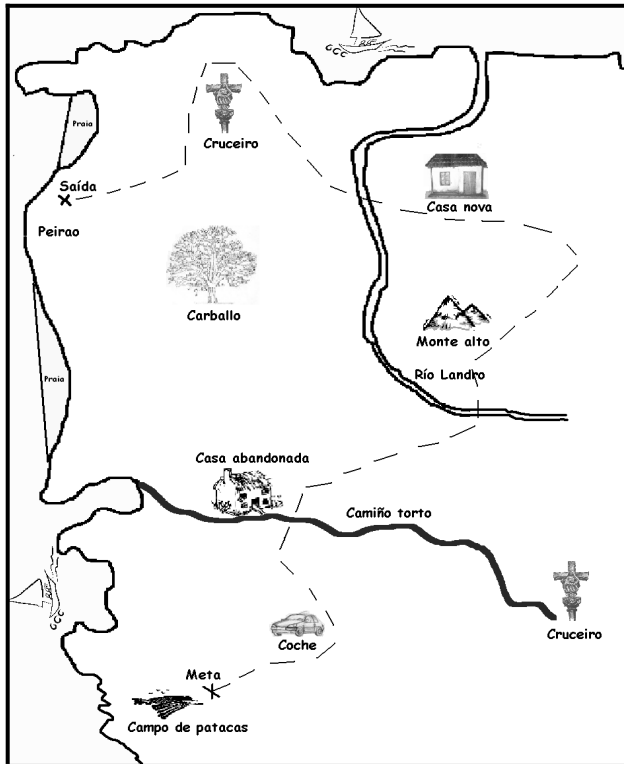 Praia
Cruceiro
Saída
Casa nova
Peirao
Carballo
Monte alto
Río Landro
Praia
Casa abandonada
Camiño torto
Coche
Cruceiro
Meta
Campo de patacas